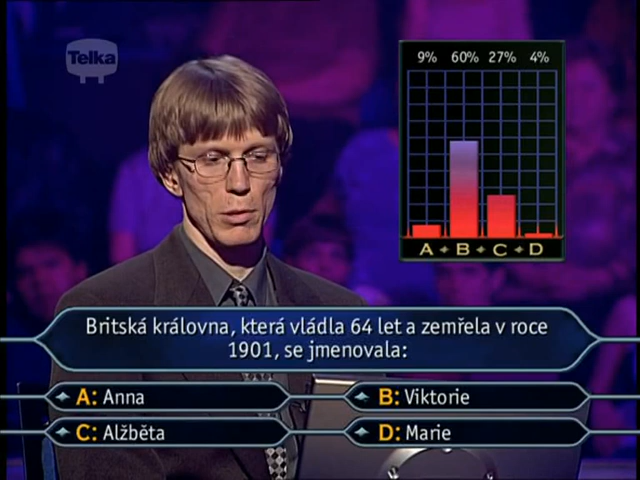 Telka
9% 60% 27% 4%
A B C D
Britská královna, která vládla 64 let a zemřela v roce
1901, se jmenovala:
A: Anna
B: Viktorie
C: Alžběta
D: Marie